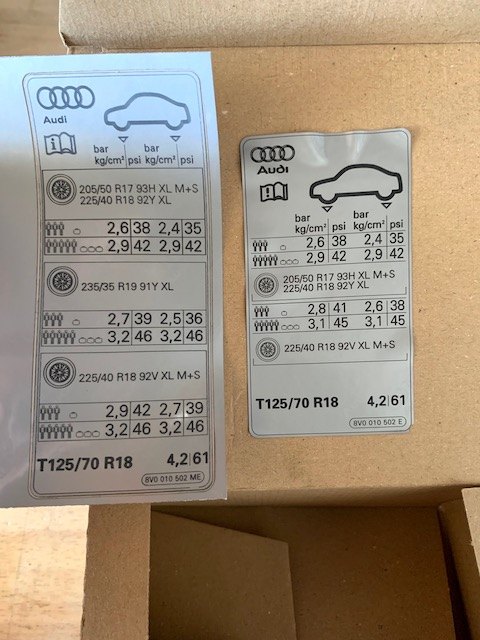 Audi
bar bar
kg/cm² psi kg/cm² psi
205/50 R17 93H XL M+S
225/40 R18 92Y XL
2,6 38 2,4 35
2,9 42 2,9 42
235/35 R19 91Y XL
2,7 39 2,5 36
3,2 46 3,2 46
225/40 R18 92V XL M+S
2,9 42 2,7 39
3,2 46 3,2 46
T125/70 R18 4,2 61
8V0 010 502 ME
Audi
bar bar
kg/cm² psi kg/cm² psi
2,6 38 2,4 35
2,9 42 2,9 42
205/50 R17 93H XL M+S
225/40 R18 92Y XL
2,8 41 2,6 38
3,1 45 3,1 45
225/40 R18 92V XL M+S
T125/70 R18 4,2 61
8V0 010 502 E